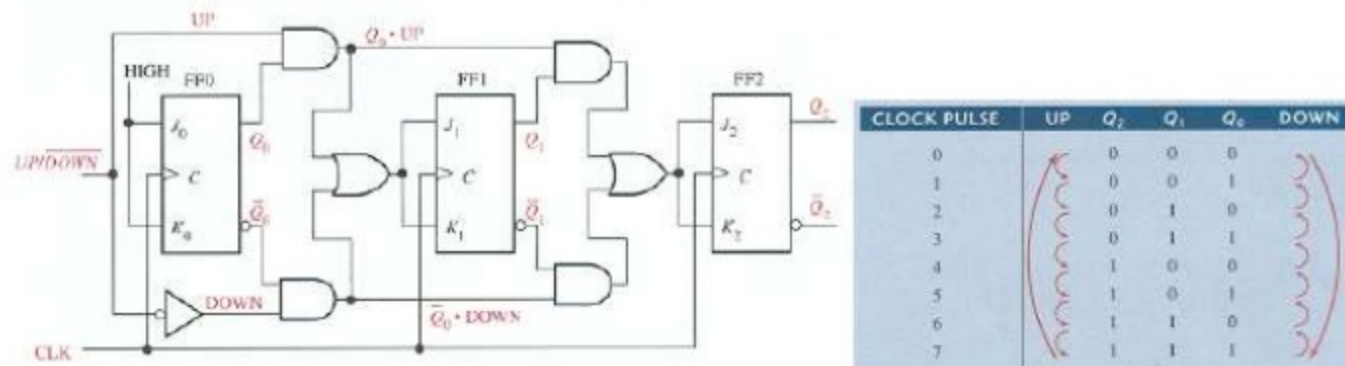 UP
Q₀ • UP
HIGH
FF0
FF1
FF2
J₀
Q₀
J₁
Q₁
J₂
Q₂
UP/DOWN
C
C
C
K₀
Q̅₀
K₁
Q̅₁
K₂
Q̅₂
DOWN
Q̅₀ • DOWN
CLK
CLOCK PULSE UP Q₂ Q₁ Q₀ DOWN
0 0 0 0
1 0 0 1
2 0 1 0
3 0 1 1
4 1 0 0
5 1 0 1
6 1 1 0
7 1 1 1